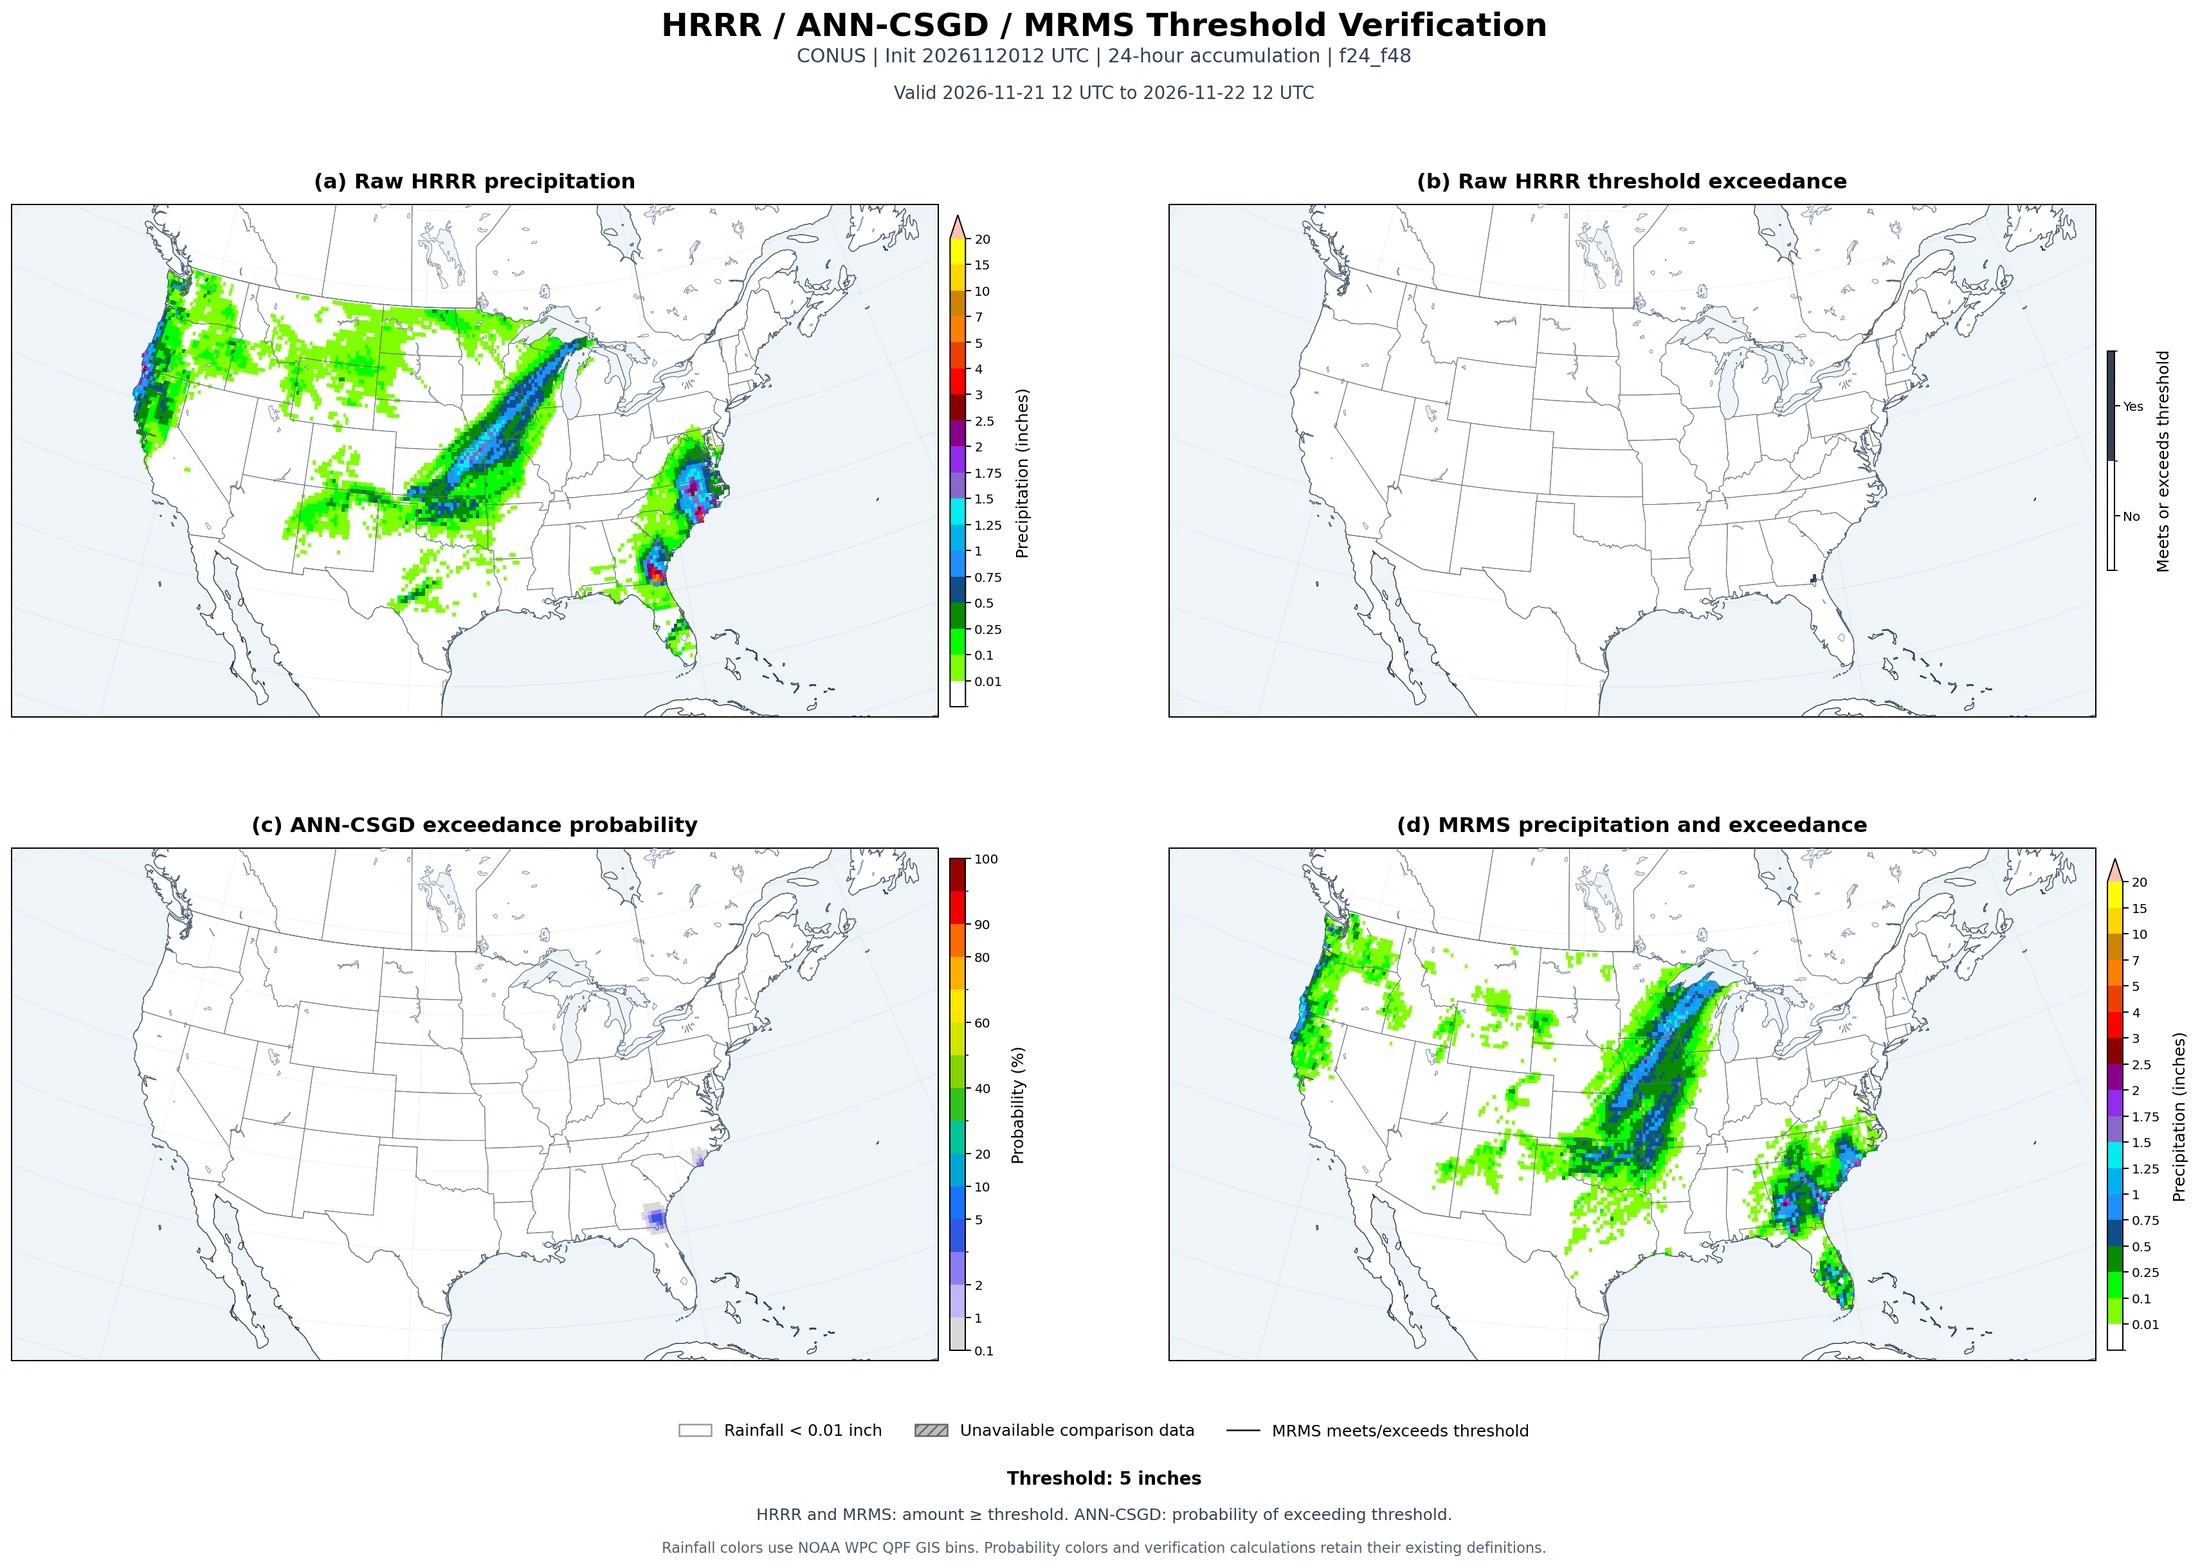 HRRR / ANN-CSGD / MRMS Threshold Verification
CONUS | Init 2026112012 UTC | 24-hour accumulation | f24_f48
Valid 2026-11-21 12 UTC to 2026-11-22 12 UTC
(a) Raw HRRR precipitation
20
15
10
7
5
4
3
2.5
2
1.75
1.5
1.25
1
0.75
0.5
0.25
0.1
0.01
Precipitation (inches)
(b) Raw HRRR threshold exceedance
Yes
No
Meets or exceeds threshold
(c) ANN-CSGD exceedance probability
100
90
80
60
40
20
10
5
2
1
0.1
Probability (%)
(d) MRMS precipitation and exceedance
20
15
10
7
5
4
3
2.5
2
1.75
1.5
1.25
1
0.75
0.5
0.25
0.1
0.01
Precipitation (inches)
Rainfall < 0.01 inch
Unavailable comparison data
MRMS meets/exceeds threshold
Threshold: 5 inches
HRRR and MRMS: amount ≥ threshold. ANN-CSGD: probability of exceeding threshold.
Rainfall colors use NOAA WPC QPF GIS bins. Probability colors and verification calculations retain their existing definitions.